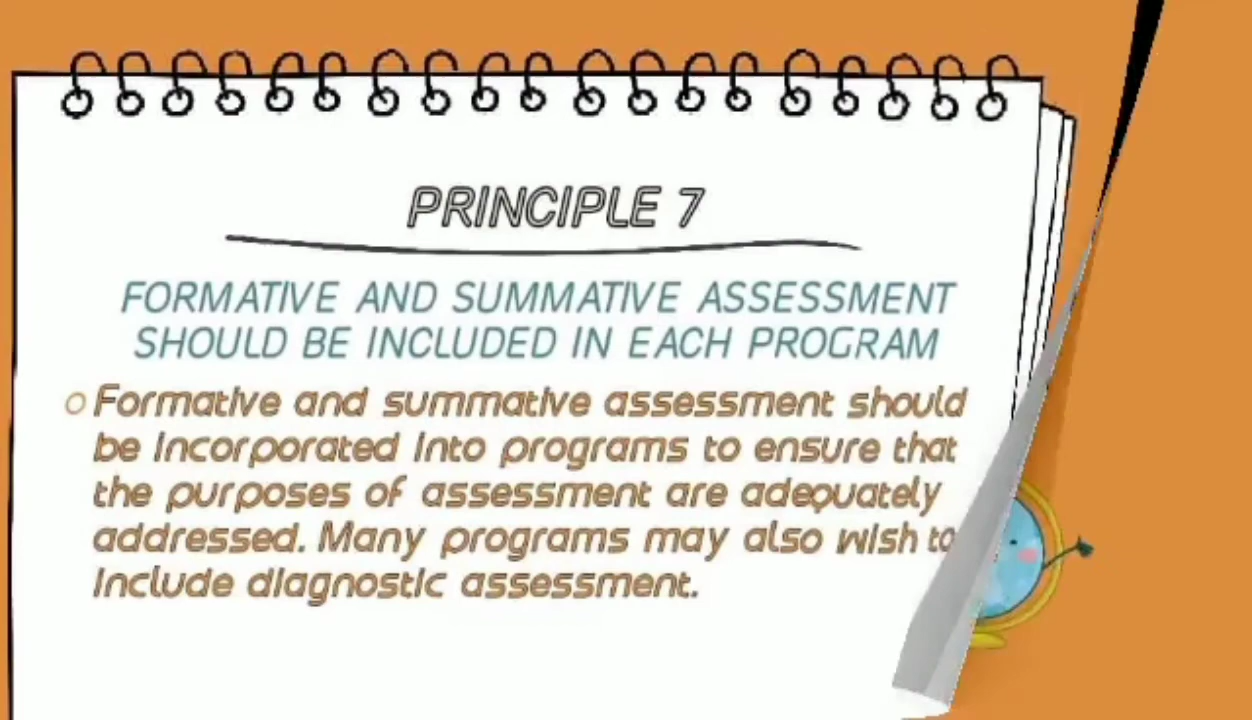 PRINCIPLE 7
FORMATIVE AND SUMMATIVE ASSESSMENT
SHOULD BE INCLUDED IN EACH PROGRAM
Formative and summative assessment should
be incorporated into programs to ensure that
the purposes of assessment are adequately
addressed. Many programs may also wish to
include diagnostic assessment.